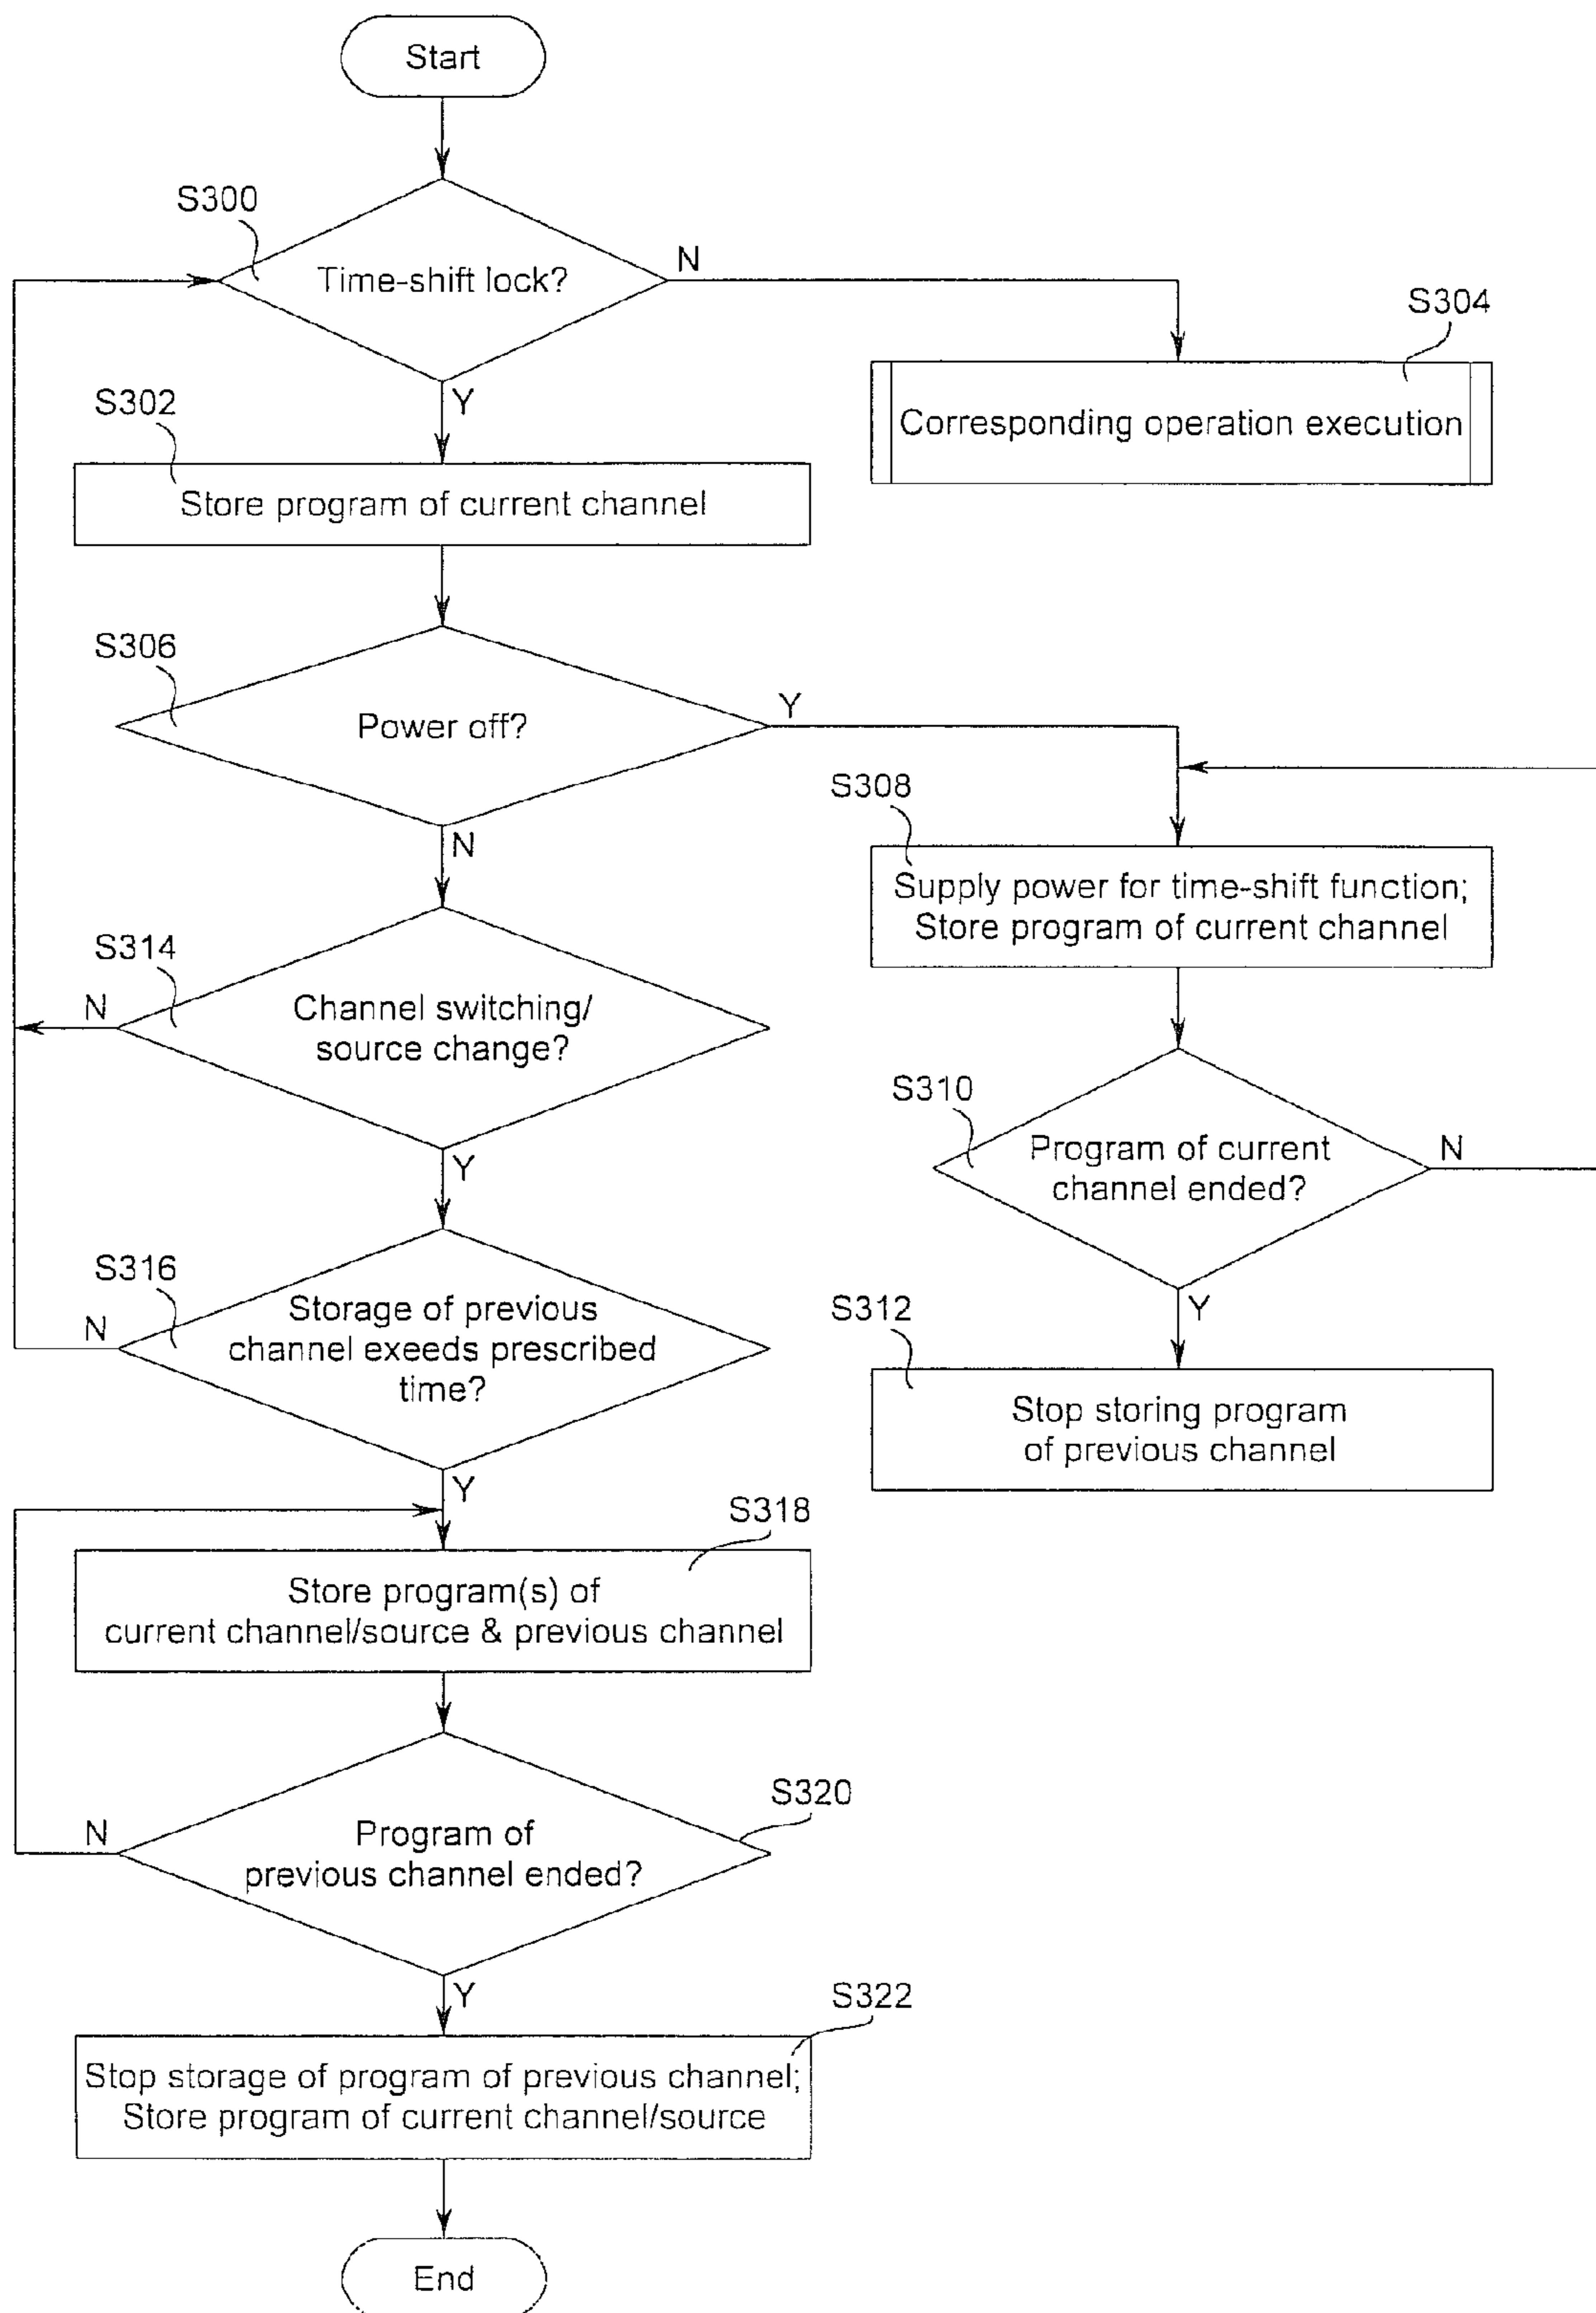 Start
S300
Time-shift lock?
N
S304
Y
Corresponding operation execution
S302
Store program of current channel
S306
Power off?
Y
N
S308
Supply power for time-shift function;
Store program of current channel
S314
N
Channel switching/
source change?
Y
S310
Program of current
channel ended?
N
Y
S316
N
Storage of previous
channel exeeds prescribed
time?
Y
S312
Stop storing program
of previous channel
S318
Store program(s) of
current channel/source & previous channel
S320
N
Program of
previous channel ended?
Y
S322
Stop storage of program of previous channel;
Store program of current channel/source
End